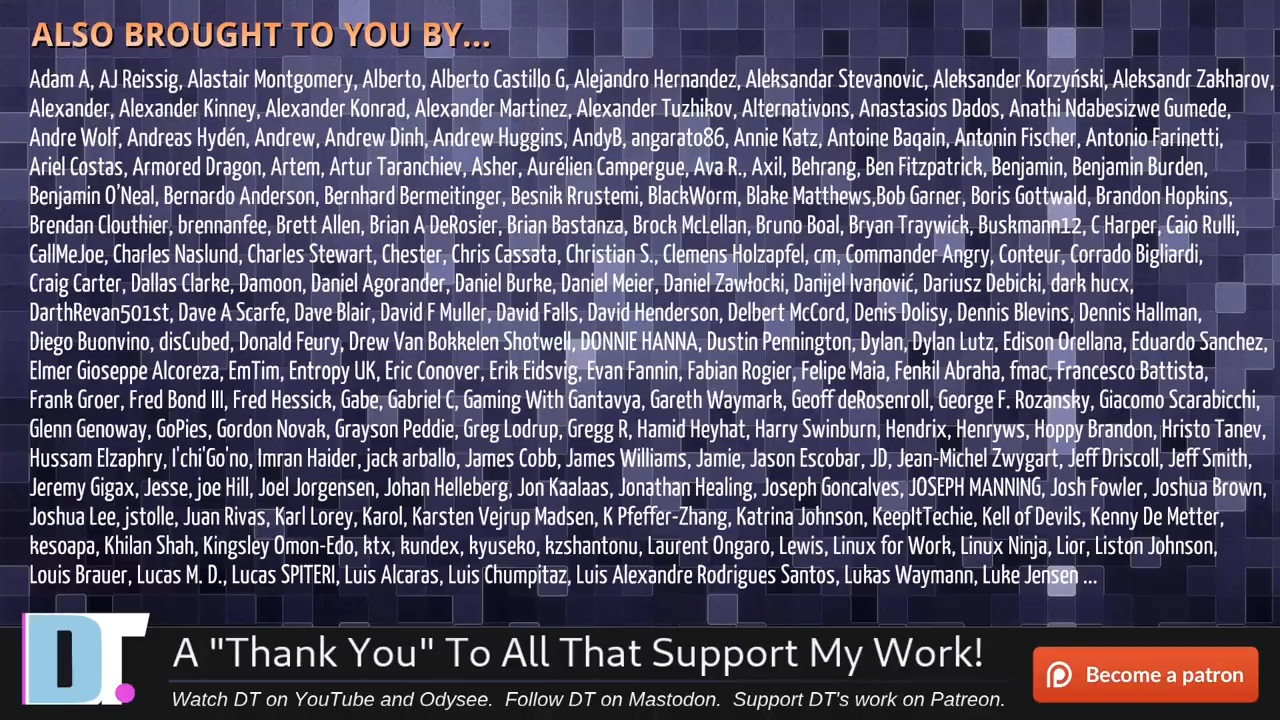 ALSO BROUGHT TO YOU BY...
Adam A, AJ Reissig, Alastair Montgomery, Alberto, Alberto Castillo G, Alejandro Hernandez, Aleksandar Stevanovic, Aleksander Korzyński, Aleksandr Zakharov,
Alexander, Alexander Kinney, Alexander Konrad, Alexander Martinez, Alexander Tuzhikov, Alternativons, Anastasios Dados, Anathi Ndabesizwe Gumede,
Andre Wolf, Andreas Hydén, Andrew, Andrew Dinh, Andrew Huggins, AndyB, angarato86, Annie Katz, Antoine Baqain, Antonin Fischer, Antonio Farinetti,
Ariel Costas, Armored Dragon, Artem, Artur Taranchiev, Asher, Aurélien Campergue, Ava R., Axil, Behrang, Ben Fitzpatrick, Benjamin, Benjamin Burden,
Benjamin O'Neal, Bernardo Anderson, Bernhard Bermeitinger, Besnik Rrustemi, BlackWorm, Blake Matthews,Bob Garner, Boris Gottwald, Brandon Hopkins,
Brendan Clouthier, brennanfee, Brett Allen, Brian A DeRosier, Brian Bastanza, Brock McLellan, Bruno Boal, Bryan Traywick, Buskmann12, C Harper, Caio Rulli,
CallMeJoe, Charles Naslund, Charles Stewart, Chester, Chris Cassata, Christian S., Clemens Holzapfel, cm, Commander Angry, Conteur, Corrado Bigliardi,
Craig Carter, Dallas Clarke, Damoon, Daniel Agorander, Daniel Burke, Daniel Meier, Daniel Zawłocki, Danijel Ivanović, Dariusz Debicki, dark hucx,
DarthRevan501st, Dave A Scarfe, Dave Blair, David F Muller, David Falls, David Henderson, Delbert McCord, Denis Dolisy, Dennis Blevins, Dennis Hallman,
Diego Buonvino, disCubed, Donald Feury, Drew Van Bokkelen Shotwell, DONNIE HANNA, Dustin Pennington, Dylan, Dylan Lutz, Edison Orellana, Eduardo Sanchez,
Elmer Gioseppe Alcoreza, EmTim, Entropy UK, Eric Conover, Erik Eidsvig, Evan Fannin, Fabian Rogier, Felipe Maia, Fenkil Abraha, fmac, Francesco Battista,
Frank Groer, Fred Bond III, Fred Hessick, Gabe, Gabriel C, Gaming With Gantavya, Gareth Waymark, Geoff deRosenroll, George F. Rozansky, Giacomo Scarabicchi,
Glenn Genoway, GoPies, Gordon Novak, Grayson Peddie, Greg Lodrup, Gregg R, Hamid Heyhat, Harry Swinburn, Hendrix, Henryws, Hoppy Brandon, Hristo Tanev,
Hussam Elzaphry, I'chi'Go'no, Imran Haider, jack arballo, James Cobb, James Williams, Jamie, Jason Escobar, JD, Jean-Michel Zwygart, Jeff Driscoll, Jeff Smith,
Jeremy Gigax, Jesse, joe Hill, Joel Jorgensen, Johan Helleberg, Jon Kaalaas, Jonathan Healing, Joseph Goncalves, JOSEPH MANNING, Josh Fowler, Joshua Brown,
Joshua Lee, jstolle, Juan Rivas, Karl Lorey, Karol, Karsten Vejrup Madsen, K Pfeffer-Zhang, Katrina Johnson, KeepItTechie, Kell of Devils, Kenny De Metter,
kesoapa, Khilan Shah, Kingsley Omon-Edo, ktx, kundex, kyuseko, kzshantonu, Laurent Ongaro, Lewis, Linux for Work, Linux Ninja, Lior, Liston Johnson,
Louis Brauer, Lucas M. D., Lucas SPITERI, Luis Alcaras, Luis Chumpitaz, Luis Alexandre Rodrigues Santos, Lukas Waymann, Luke Jensen ...
DT.
A "Thank You" To All That Support My Work!
Become a patron
Watch DT on YouTube and Odysee. Follow DT on Mastodon. Support DT's work on Patreon.